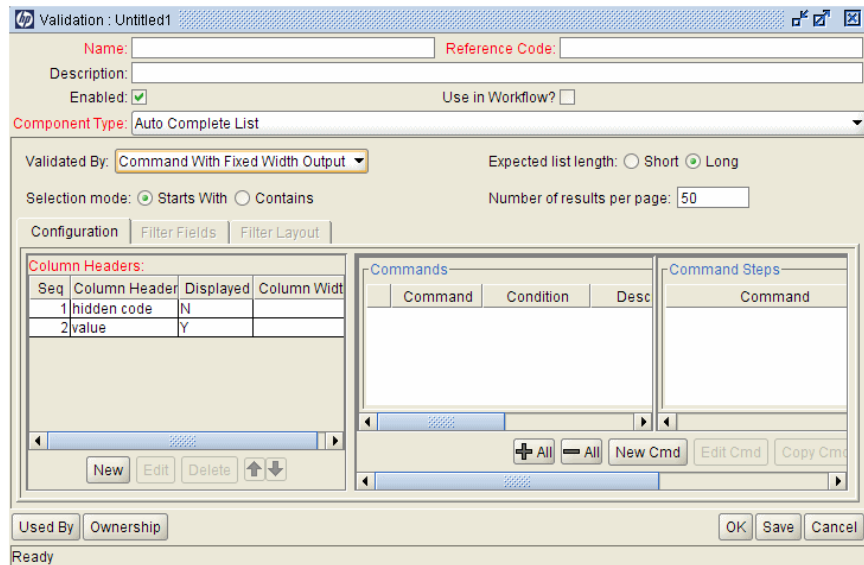 hp Validation : Untitled1
Name: Reference Code:
Description:
Enabled: Use in Workflow?
Component Type: Auto Complete List
Validated By: Command With Fixed Width Output Expected list length: Short Long
Selection mode: Starts With Contains Number of results per page: 50
Configuration Filter Fields Filter Layout
Column Headers: Commands Command Steps
Seq Column Header Displayed Column Widt Command Condition Desc Command
1 hidden code N
2 value Y
All All New Cmd Edit Cmd Copy Cmd
New Edit Delete
Used By Ownership OK Save Cancel
Ready